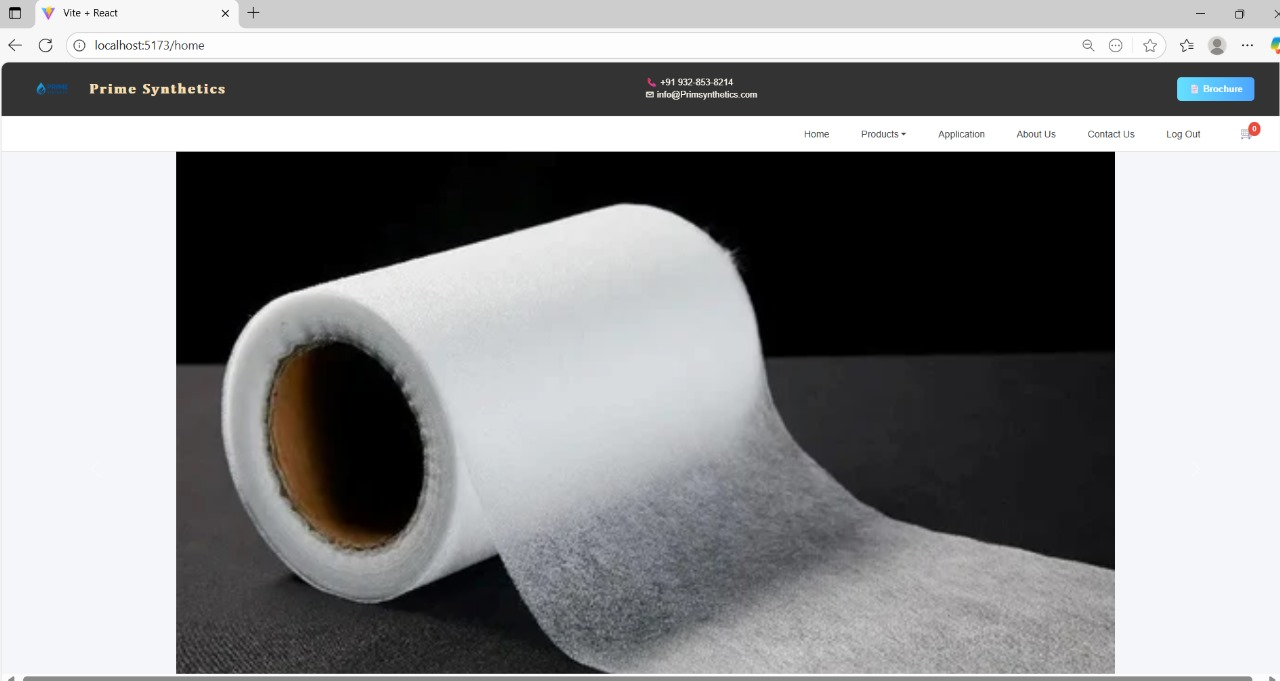 Vite + React
localhost:5173/home
Prime Synthetics
+91 932-853-8214
info@Primsynthetics.com
Brochure
Home
Products
Application
About Us
Contact Us
Log Out
0